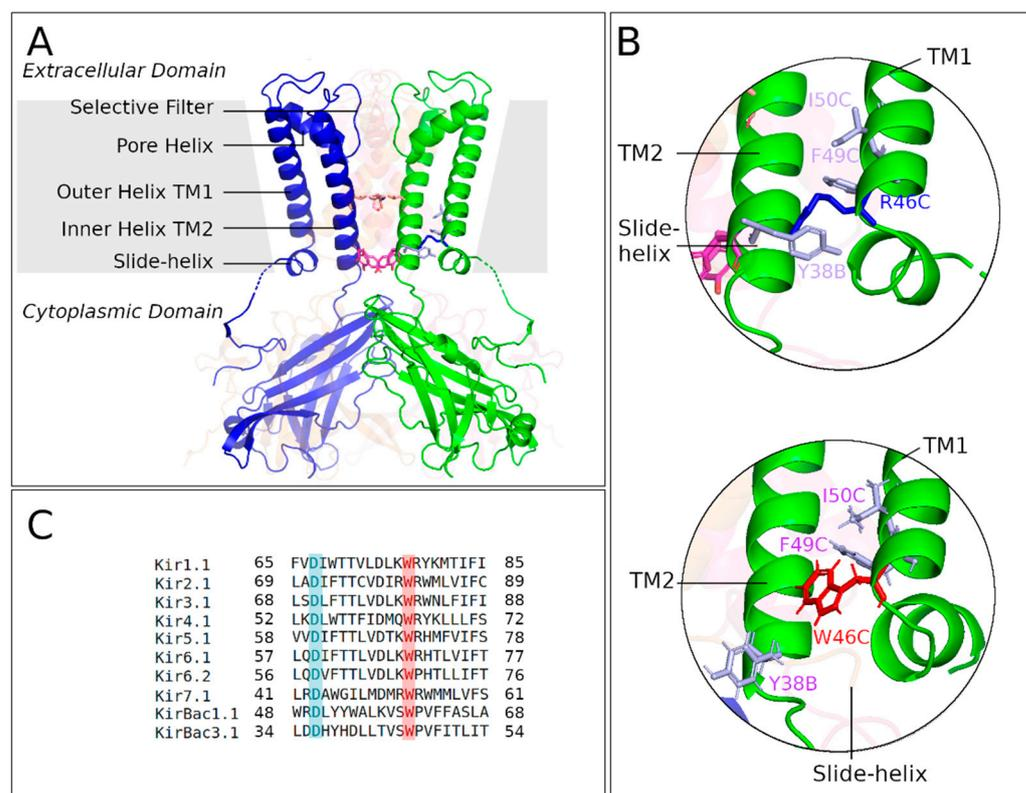 A
Extracellular Domain
Selective Filter
Pore Helix
Outer Helix TM1
Inner Helix TM2
Slide-helix
Cytoplasmic Domain
B
TM1
I50C
TM2
F49C
R46C
Slide-
helix
Y38B
TM1
I50C
F49C
TM2
W46C
Y38B
Slide-helix
C
Kir1.1 65 FVDIWTTVLDLKWRYKMTIFI 85
Kir2.1 69 LADIFTTCVDIRWRWMLVIFC 89
Kir3.1 68 LSDLFTTLVDLKWRWNLFIFI 88
Kir4.1 52 LKDLWTTFIDMQWRYKLLLFS 72
Kir5.1 58 VVDIFTTLVDTKWRHMFVIFS 78
Kir6.1 57 LQDIFTTLVDLKWRHTLVIFT 77
Kir6.2 56 LQDVFTTLVDLKWPHTLLIFT 76
Kir7.1 41 LRDAWGILMDMRWRWMMLVFS 61
KirBac1.1 48 WRDLYYWALKVSWPVFFASLA 68
KirBac3.1 34 LDDHYHDLLTVSWPVFITLIT 54